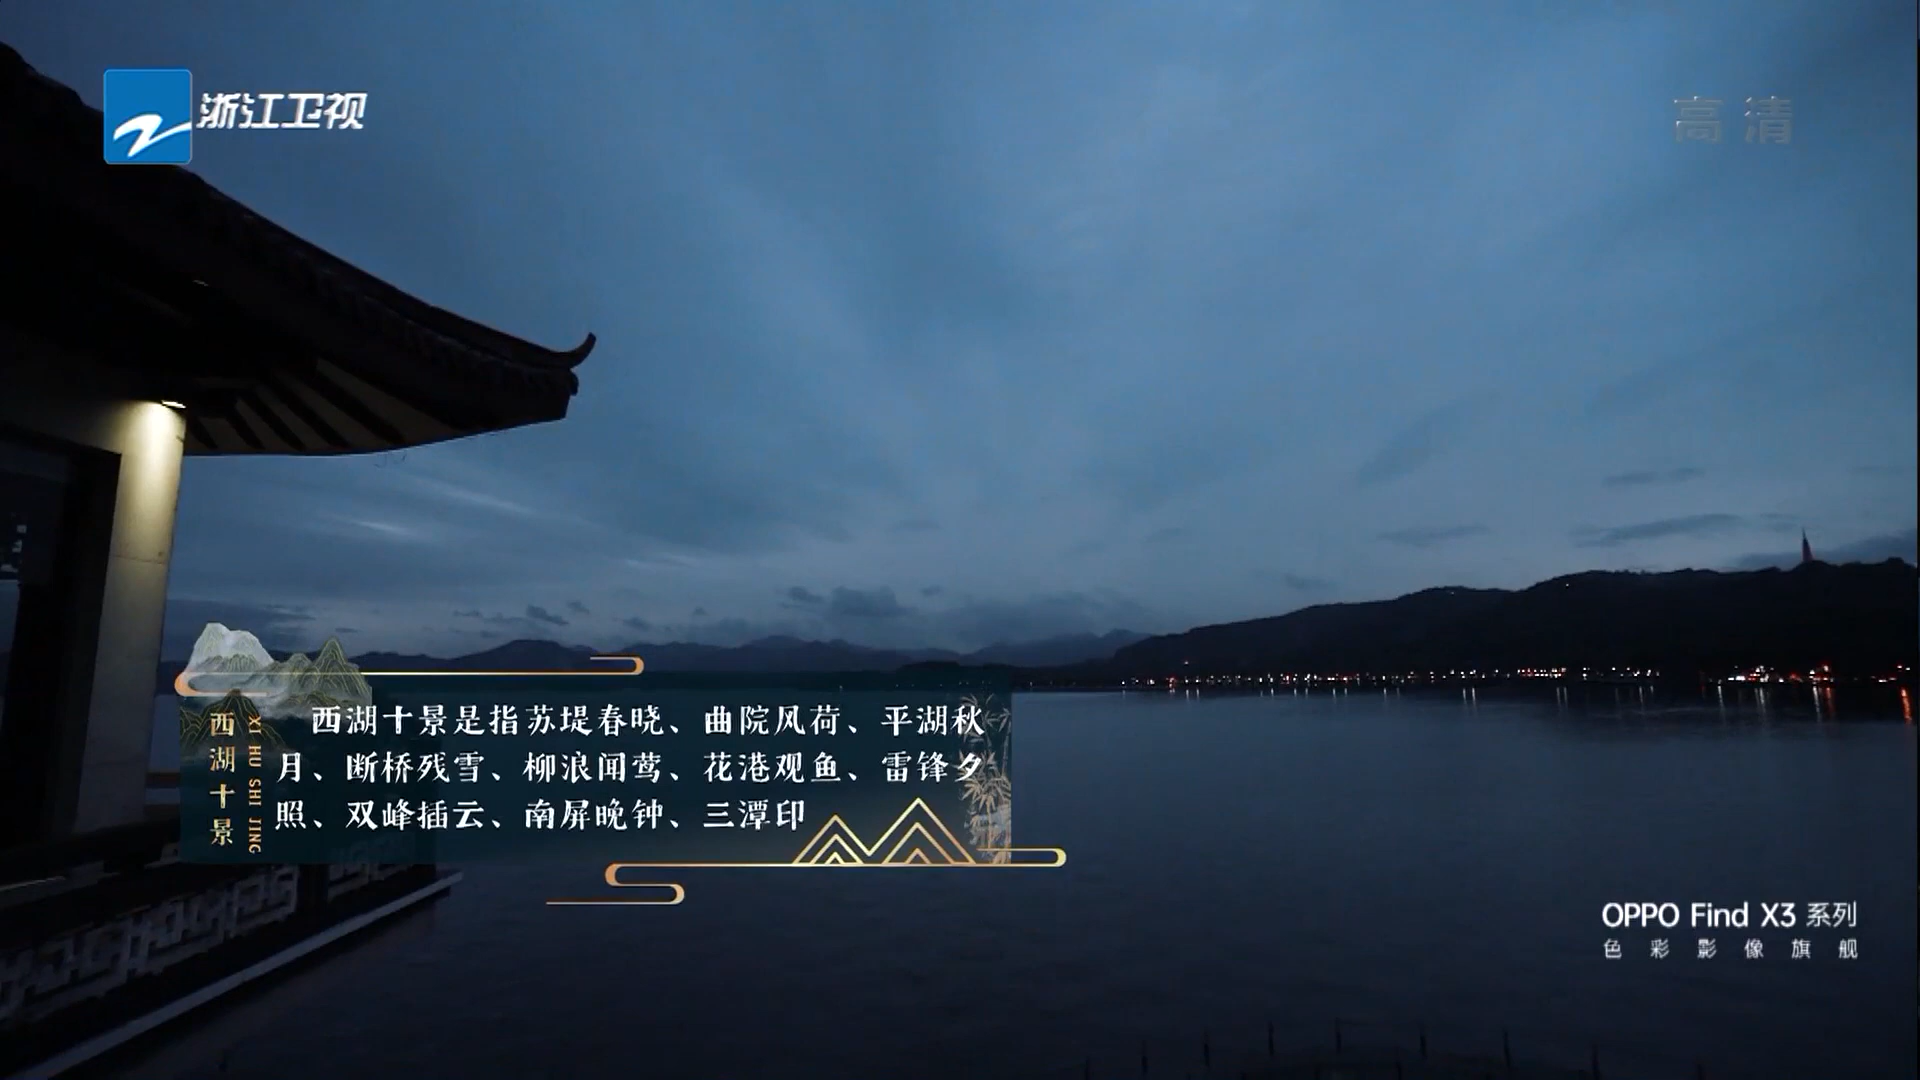 浙江卫视
高清
西湖十景
XI HU SHI JING
西湖十景是指苏堤春晓、曲院风荷、平湖秋
月、断桥残雪、柳浪闻莺、花港观鱼、雷锋夕
照、双峰插云、南屏晚钟、三潭印
OPPO Find X3 系列
色彩影像旗舰